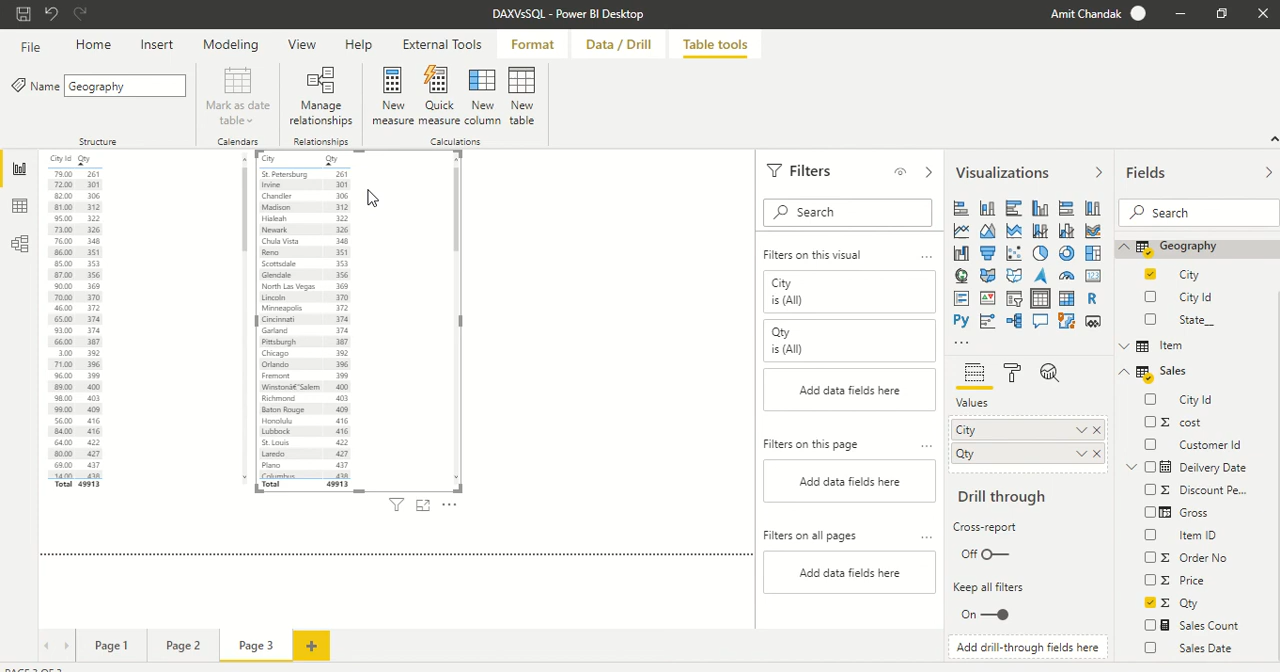 DAXVsSQL - Power BI Desktop
Amit Chandak
File
Home
Insert
Modeling
View
Help
External Tools
Format
Data / Drill
Table tools
Name
Geography
Mark as date
table
Manage
relationships
New
measure
Quick
measure
New
column
New
table
Structure
Calendars
Relationships
Calculations
City Id Qty
79.00 261
72.00 301
82.00 306
81.00 312
95.00 322
73.00 326
76.00 348
86.00 351
85.00 353
87.00 356
90.00 369
70.00 370
46.00 372
65.00 374
93.00 374
66.00 387
3.00 392
71.00 396
96.00 399
89.00 400
98.00 403
99.00 409
56.00 416
84.00 416
64.00 422
80.00 427
69.00 437
14.00 438
Total 49913
City Qty
St. Petersburg 261
Irvine 301
Chandler 306
Madison 312
Hialeah 322
Newark 326
Chula Vista 348
Reno 351
Scottsdale 353
Glendale 356
North Las Vegas 369
Lincoln 370
Minneapolis 372
Cincinnati 374
Garland 374
Pittsburgh 387
Chicago 392
Orlando 396
Fremont 399
Winstonâ€“Salem 400
Richmond 403
Baton Rouge 409
Honolulu 416
Lubbock 416
St. Louis 422
Laredo 427
Plano 437
Columbus 438
Total 49913
Filters
Search
Filters on this visual
...
City
is (All)
Qty
is (All)
Add data fields here
Filters on this page
...
Add data fields here
Filters on all pages
...
Add data fields here
Visualizations
123
R
Py
...
Values
City
Qty
Drill through
Cross-report
Off
Keep all filters
On
Add drill-through fields here
Fields
Search
Geography
City
City Id
State__
Item
Sales
City Id
Σ cost
Customer Id
Deilvery Date
Σ Discount Pe...
Gross
Item ID
Σ Order No
Σ Price
Σ Qty
Sales Count
Sales Date
Page 1
Page 2
Page 3
PAGE 3 OF 3